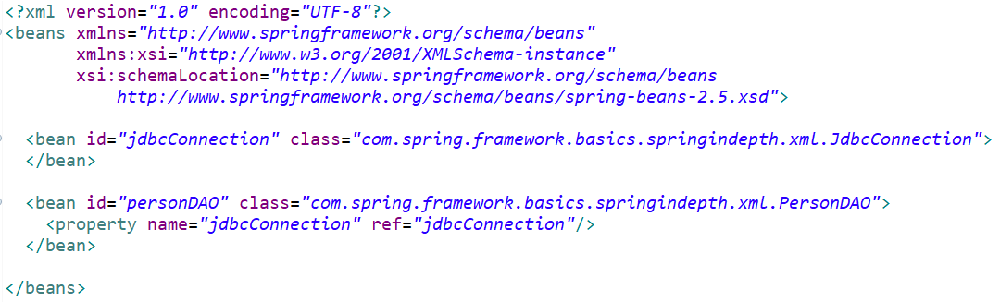 <?xml version="1.0" encoding="UTF-8"?>
<beans xmlns="http://www.springframework.org/schema/beans"
       xmlns:xsi="http://www.w3.org/2001/XMLSchema-instance"
       xsi:schemaLocation="http://www.springframework.org/schema/beans
           http://www.springframework.org/schema/beans/spring-beans-2.5.xsd">

  <bean id="jdbcConnection" class="com.spring.framework.basics.springindepth.xml.JdbcConnection">
  </bean>

  <bean id="personDAO" class="com.spring.framework.basics.springindepth.xml.PersonDAO">
    <property name="jdbcConnection" ref="jdbcConnection"/>
  </bean>

</beans>